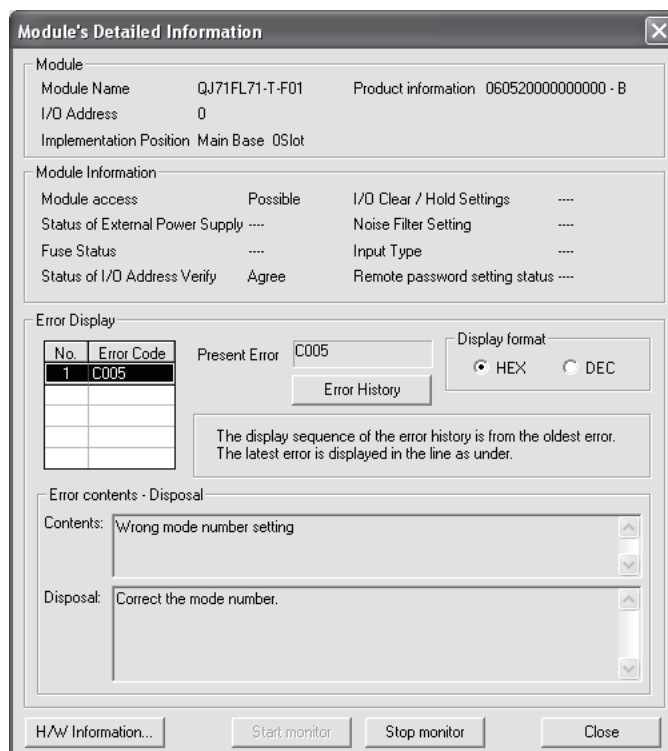 Module's Detailed Information
Module
Module Name QJ71FL71-T-F01 Product information 060520000000000 - B
I/O Address 0
Implementation Position Main Base 0Slot
Module Information
Module access Possible I/O Clear / Hold Settings ----
Status of External Power Supply ---- Noise Filter Setting ----
Fuse Status ---- Input Type ----
Status of I/O Address Verify Agree Remote password setting status ----
Error Display
No. Error Code Present Error C005 Display format
1 C005 HEX DEC
Error History
The display sequence of the error history is from the oldest error.
The latest error is displayed in the line as under.
Error contents - Disposal
Contents: Wrong mode number setting
Disposal: Correct the mode number.
H/W Information... Start monitor Stop monitor Close